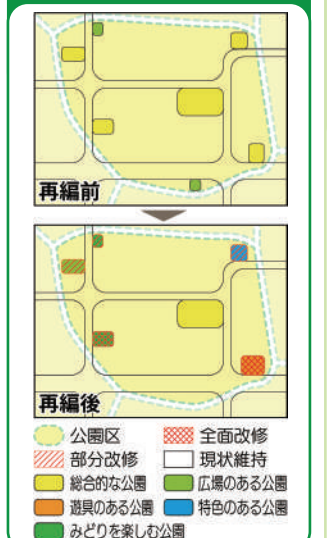 再編前
再編後
公園区 全面改修
部分改修 現状維持
総合的な公園 広場のある公園
遊具のある公園 特色のある公園
みどりを楽しむ公園